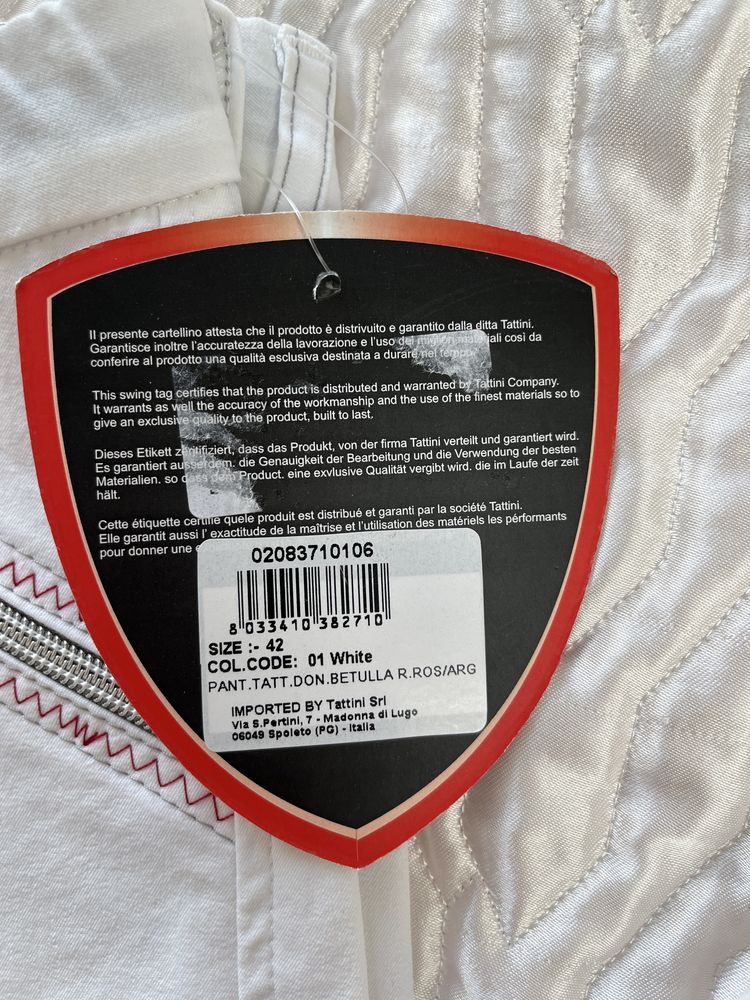 Il presente cartellino attesta che il prodotto è distrivuito e garantito dalla ditta Tattini.
Garantisce inoltre l'accuratezza della lavorazione e l'uso dei migliori materiali così da
conferire al prodotto una qualità esclusiva destinata a durare nel tempo.
This swing tag certifies that the product is distributed and warranted by Tattini Company.
It warrants as well the accuracy of the workmanship and the use of the finest materials so to
give an exclusive quality to the product, built to last.
Dieses Etikett zertifiziert, dass das Produkt, von der firma Tattini verteilt und garantiert wird.
Es garantiert ausserdem. die Genauigkeit der Bearbeitung und die Verwendung der besten
Materialien. so dass dem Product. eine exvlusive Qualität vergibt wird. die im Laufe der zeit
hält.
Cette étiquette certifie quele produit est distribué et garanti par la société Tattini.
Elle garantit aussi l' exactitude de la maîtrise et l'utilisation des matériels les pérformants
pour donner une
02083710106
8 033410 382710
SIZE :- 42
COL.CODE: 01 White
PANT.TATT.DON.BETULLA R.ROS/ARG
IMPORTED BY Tattini Srl
Via S.Pertini, 7 - Madonna di Lugo
06049 Spoleto (PG) - Italia